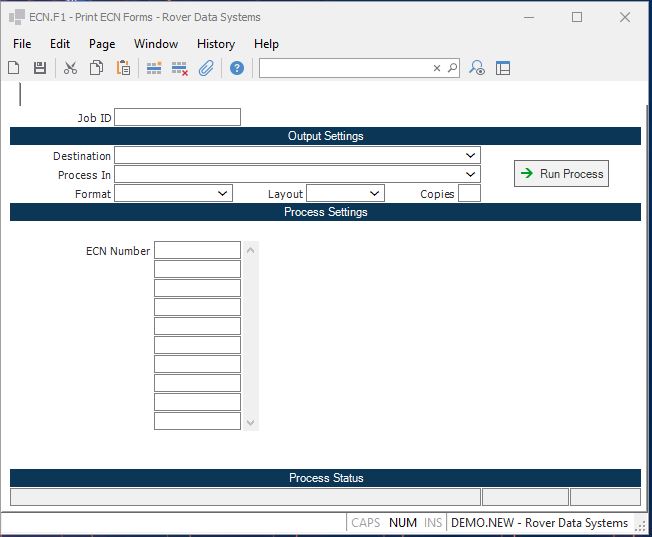 ECN.F1 - Print ECN Forms - Rover Data Systems
File Edit Page Window History Help
Job ID
Output Settings
Destination
Process In
Run Process
Format Layout Copies
Process Settings
ECN Number
Process Status
CAPS NUM INS DEMO.NEW - Rover Data Systems